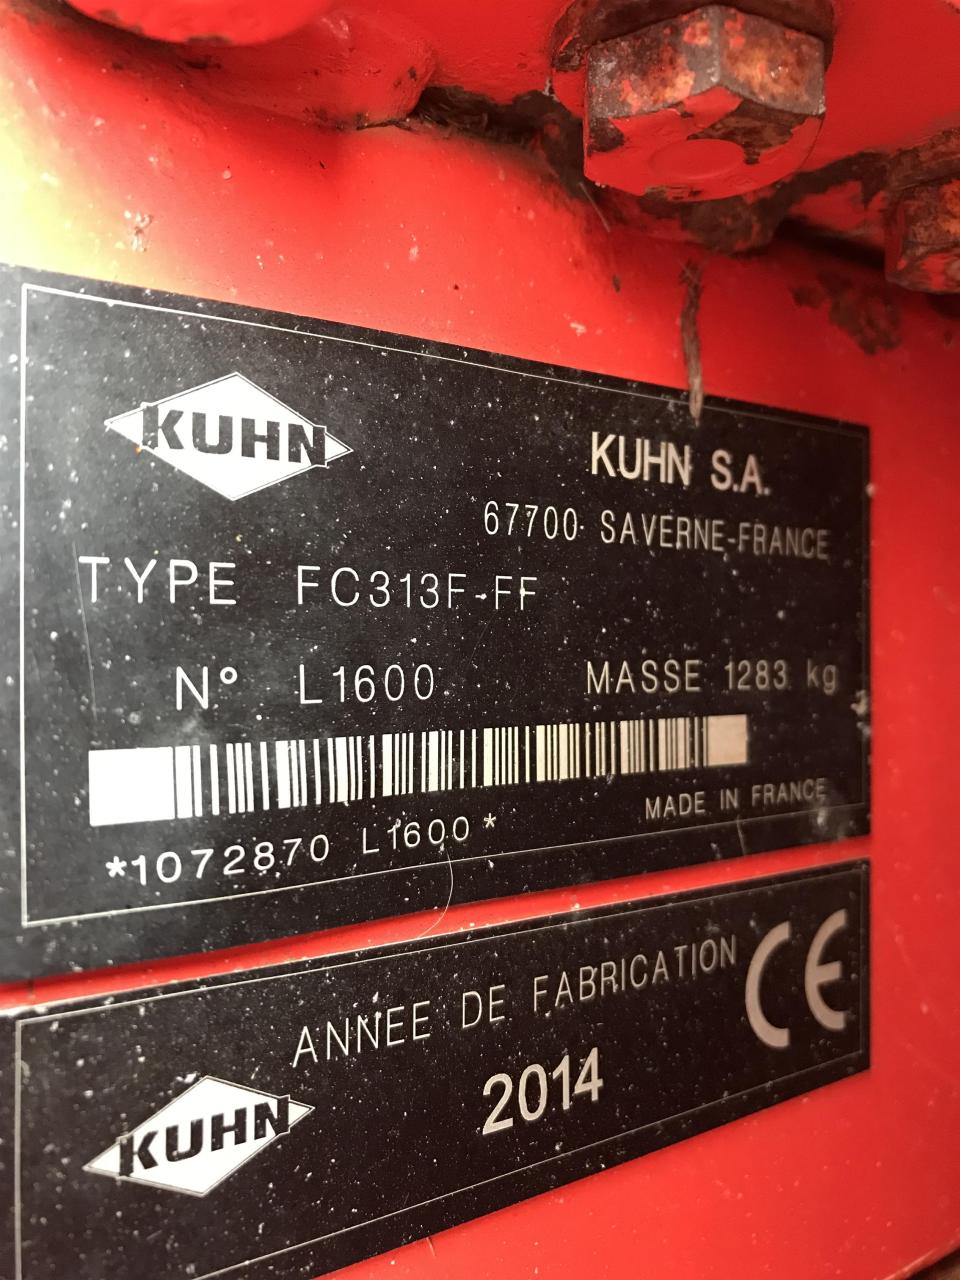 KUHN
KUHN S.A.
67700 SAVERNE-FRANCE
TYPE FC313F-FF
N° L1600 MASSE 1283 kg
MADE IN FRANCE
*1072870 L1600*
ANNEE DE FABRICATION
CE
2014
KUHN